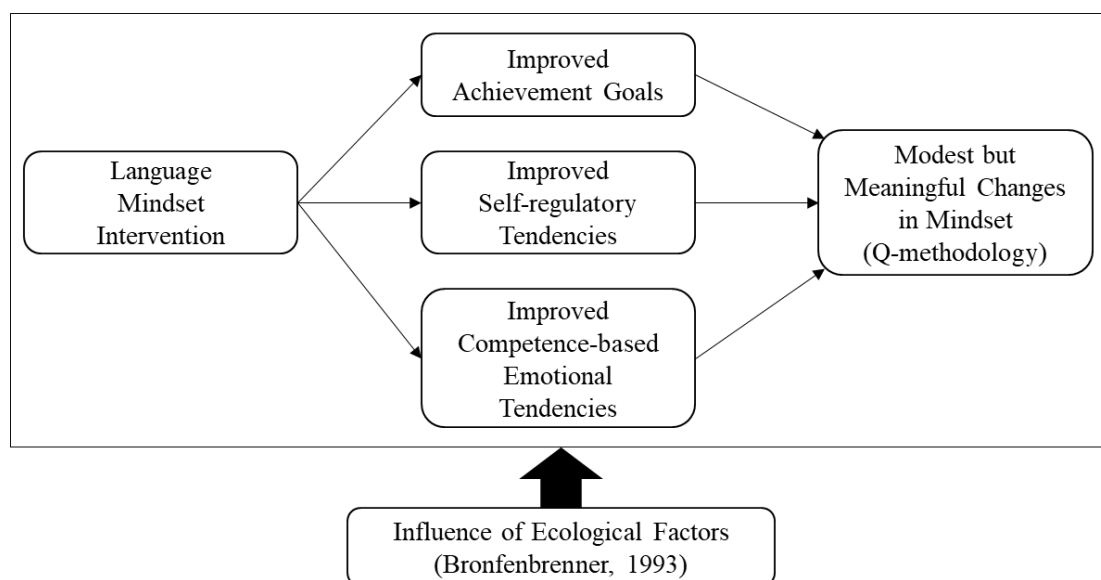 Language
Mindset
Intervention
Improved
Achievement Goals
Improved
Self-regulatory
Tendencies
Improved
Competence-based
Emotional
Tendencies
Modest but
Meaningful Changes
in Mindset
(Q-methodology)
Influence of Ecological Factors
(Bronfenbrenner, 1993)